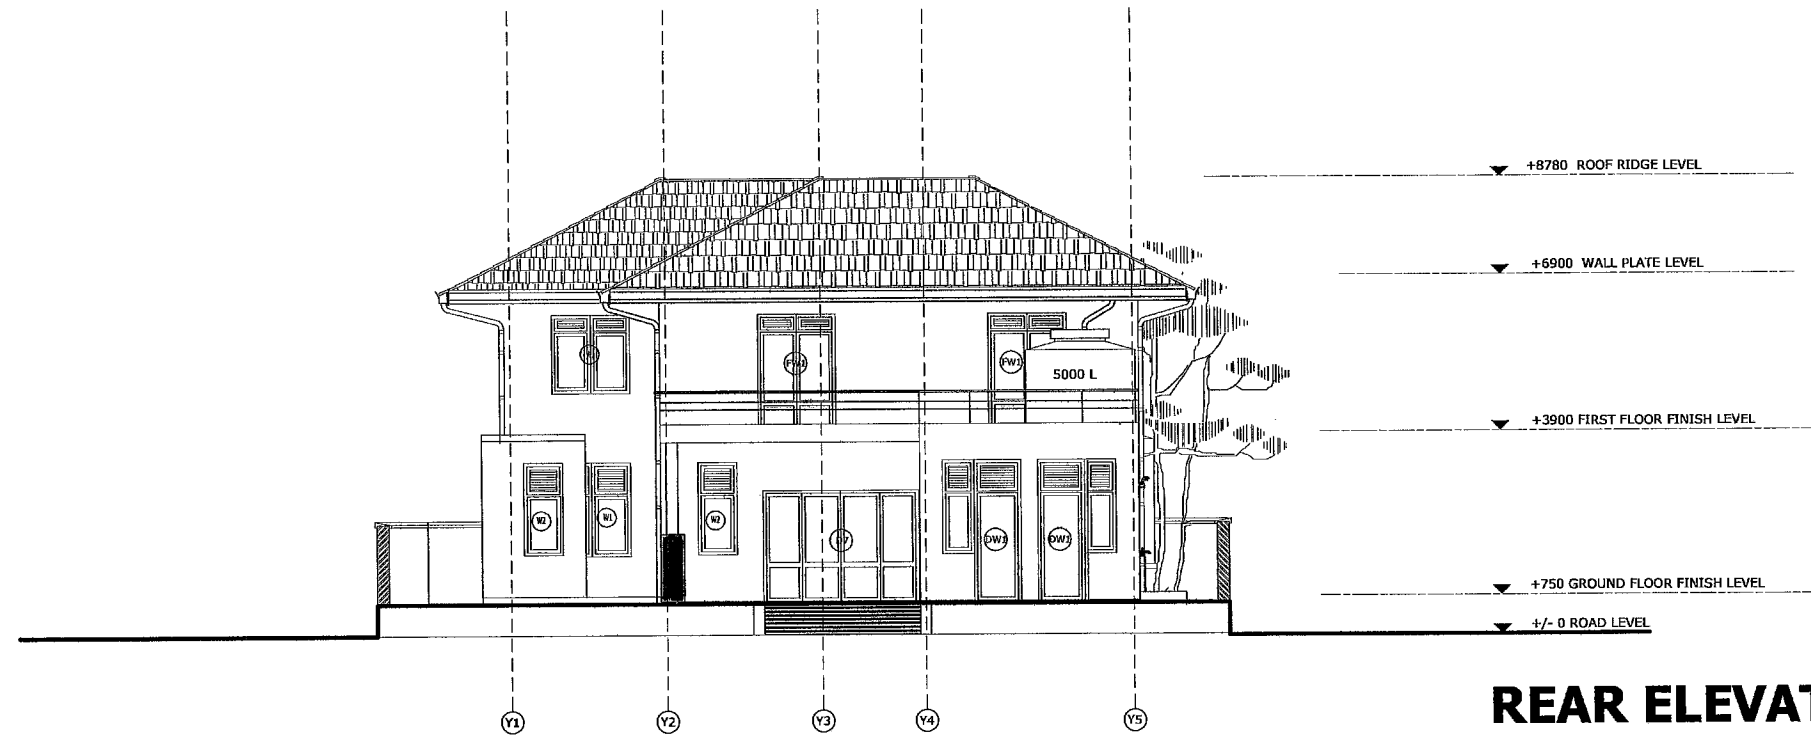 +8780 ROOF RIDGE LEVEL
+6900 WALL PLATE LEVEL
FW1
FW1
5000 L
+3900 FIRST FLOOR FINISH LEVEL
W2
W1
W2
D7
DW1
DW1
+750 GROUND FLOOR FINISH LEVEL
+/- 0 ROAD LEVEL
REAR ELEVAT
Y1
Y2
Y3
Y4
Y5